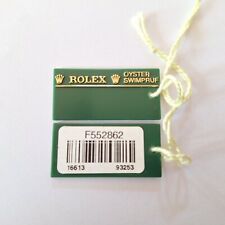 ROLEX OYSTER
SWIMPRUF
F552862
16613 93253